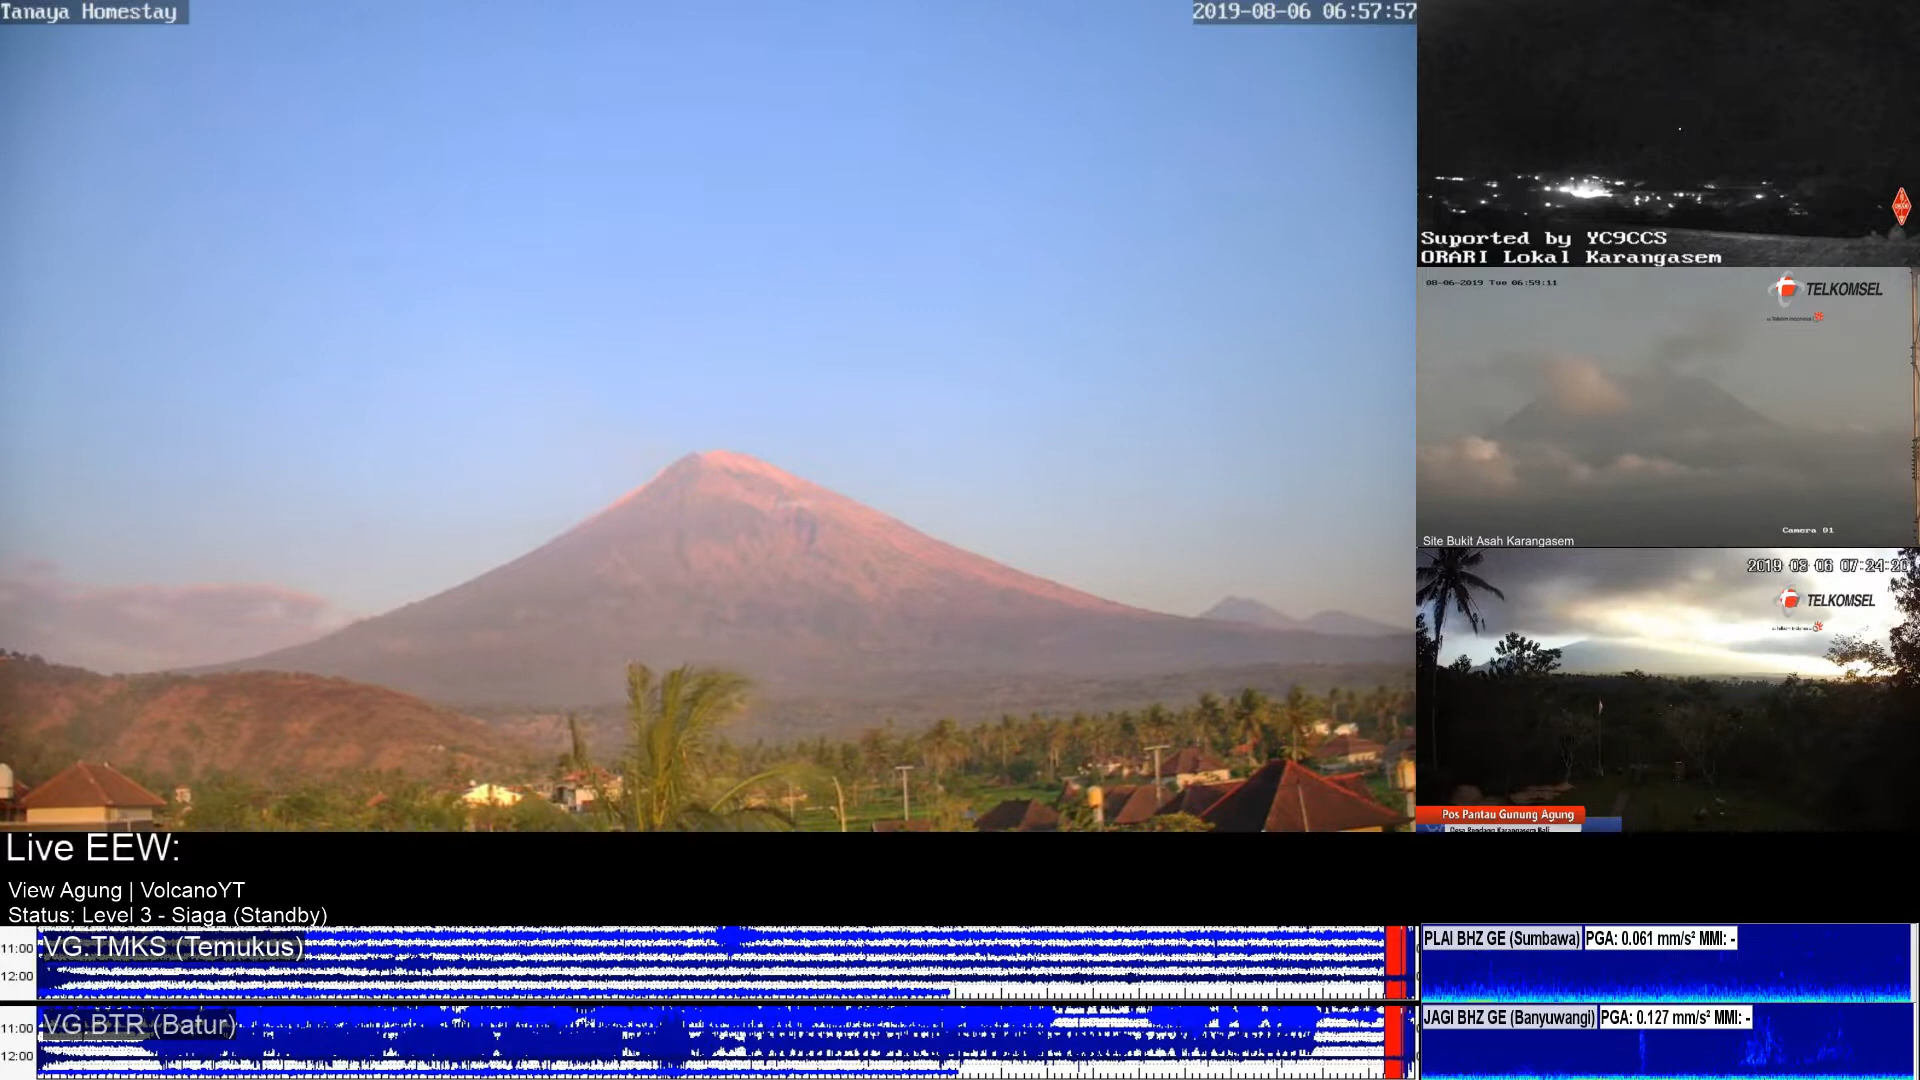 Tanaya Homestay
2019-08-06 06:57:57
Suported by YC9CCS
ORARI Lokal Karangasem
08-06-2019 Tue 06:59:11
TELKOMSEL
Camera 01
Site Bukit Asah Karangasem
2019 08 06 07:24:20
TELKOMSEL
Pos Pantau Gunung Agung
Desa Rendang Karangasem Bali
Live EEW:
View Agung | VolcanoYT
Status: Level 3 - Siaga (Standby)
11:00
VG.TMKS (Temukus)
12:00
11:00
VG.BTR (Batur)
12:00
PLAI BHZ GE (Sumbawa) PGA: 0.061 mm/s² MMI: -
JAGI BHZ GE (Banyuwangi) PGA: 0.127 mm/s² MMI: -